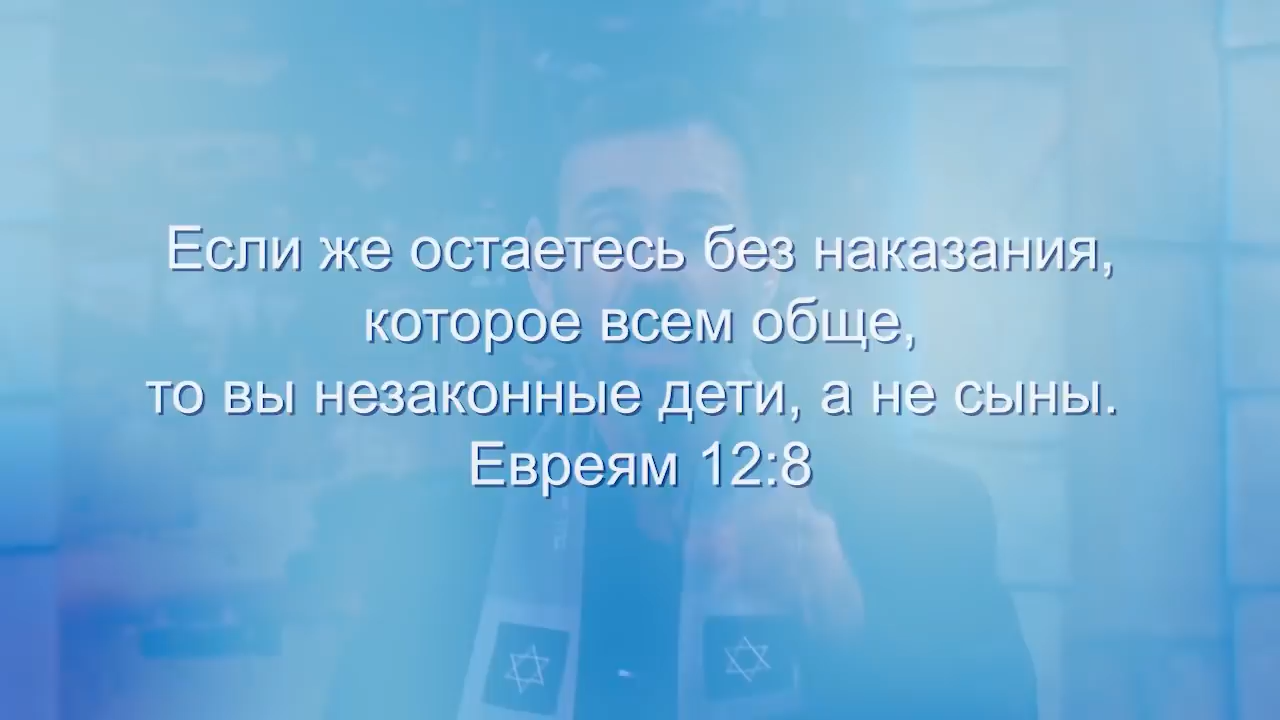 Если же остаетесь без наказания,
которое всем обще,
то вы незаконные дети, а не сыны.
Евреям 12:8